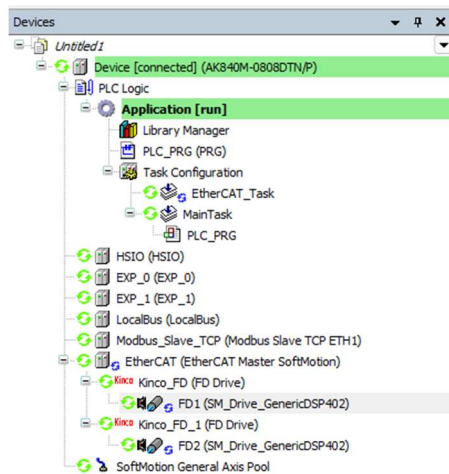 Devices
Untitled1
Device [connected] (AK840M-0808DTN/P)
PLC Logic
Application [run]
Library Manager
PLC_PRG (PRG)
Task Configuration
EtherCAT_Task
MainTask
PLC_PRG
HSIO (HSIO)
EXP_0 (EXP_0)
EXP_1 (EXP_1)
LocalBus (LocalBus)
Modbus_Slave_TCP (Modbus Slave TCP ETH1)
EtherCAT (EtherCAT Master SoftMotion)
Kinco Kinco_FD (FD Drive)
FD1 (SM_Drive_GenericDSP402)
Kinco Kinco_FD_1 (FD Drive)
FD2 (SM_Drive_GenericDSP402)
SoftMotion General Axis Pool